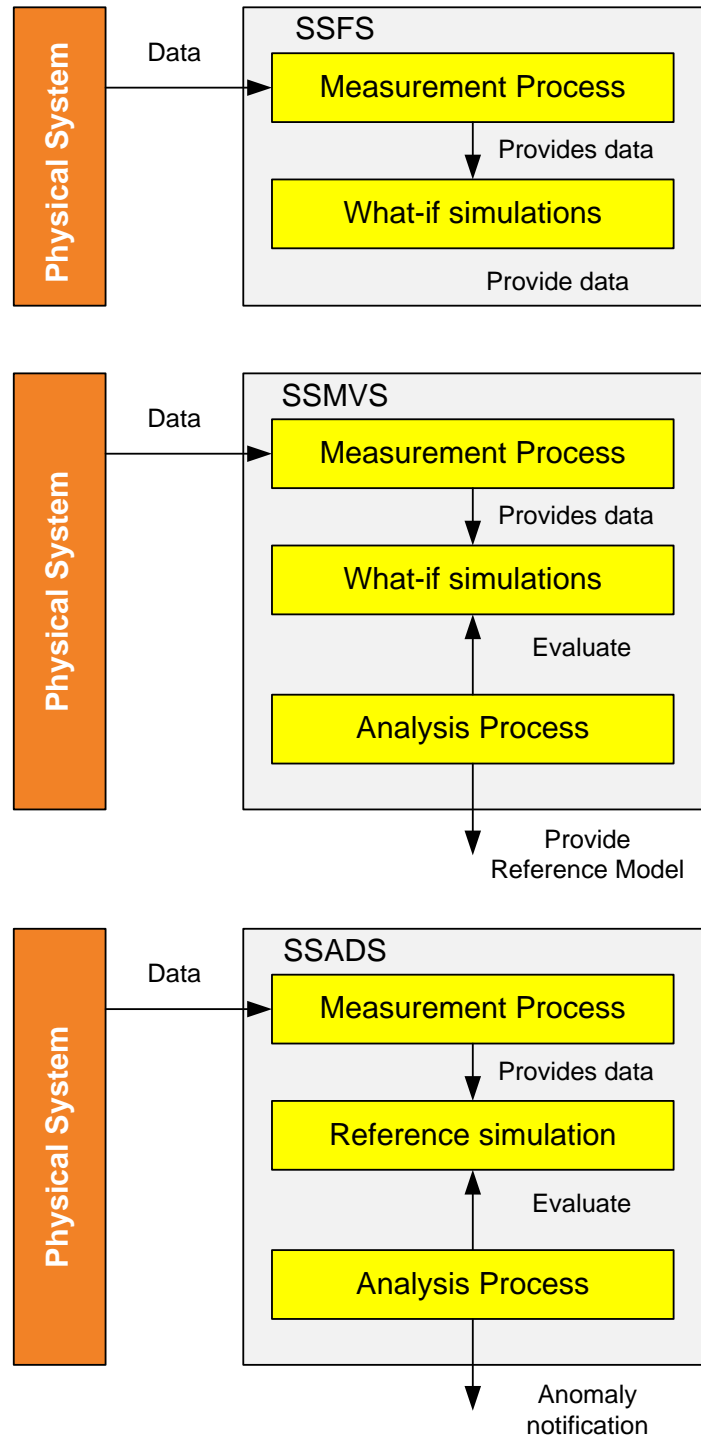 Physical System
Data
SSFS
Measurement Process
Provides data
What-if simulations
Provide data
Physical System
Data
SSMVS
Measurement Process
Provides data
What-if simulations
Evaluate
Analysis Process
Provide
Reference Model
Physical System
Data
SSADS
Measurement Process
Provides data
Reference simulation
Evaluate
Analysis Process
Anomaly
notification